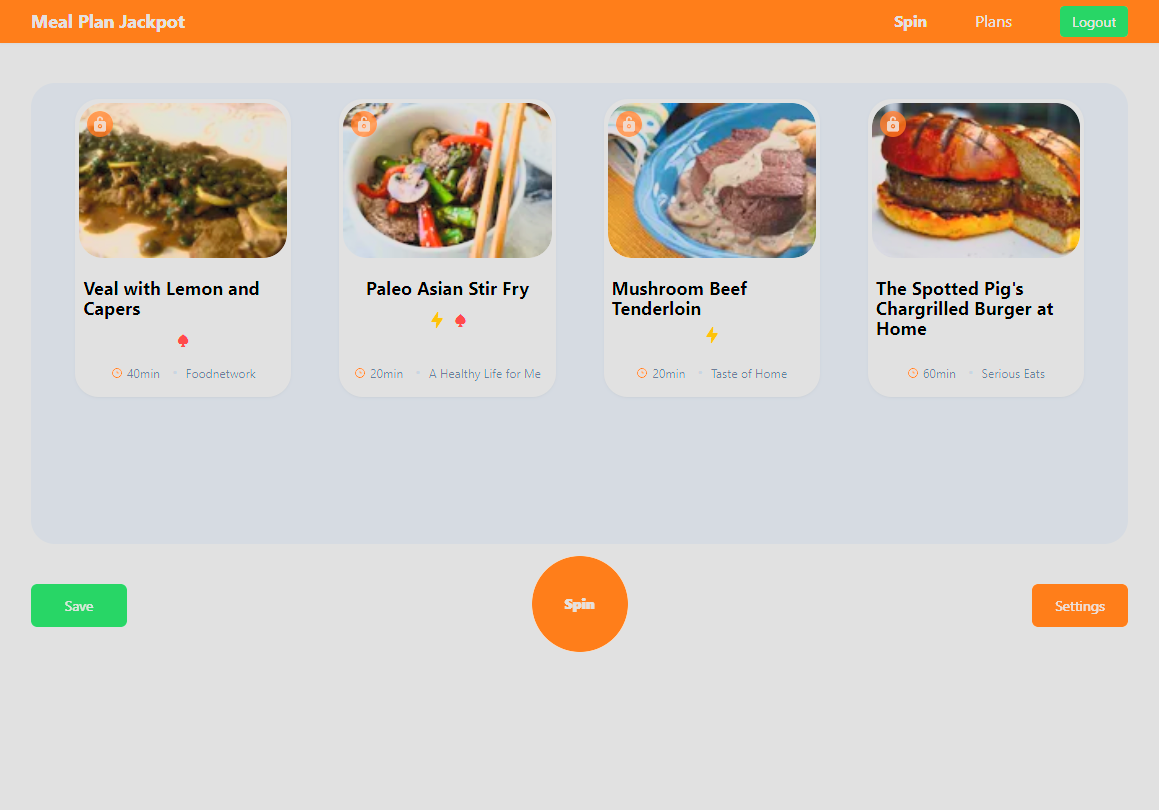 Meal Plan Jackpot
Spin
Plans
Logout
Veal with Lemon and
Capers
40min
Foodnetwork
Paleo Asian Stir Fry
20min
A Healthy Life for Me
Mushroom Beef
Tenderloin
20min
Taste of Home
The Spotted Pig's
Chargrilled Burger at
Home
60min
Serious Eats
Save
Spin
Settings